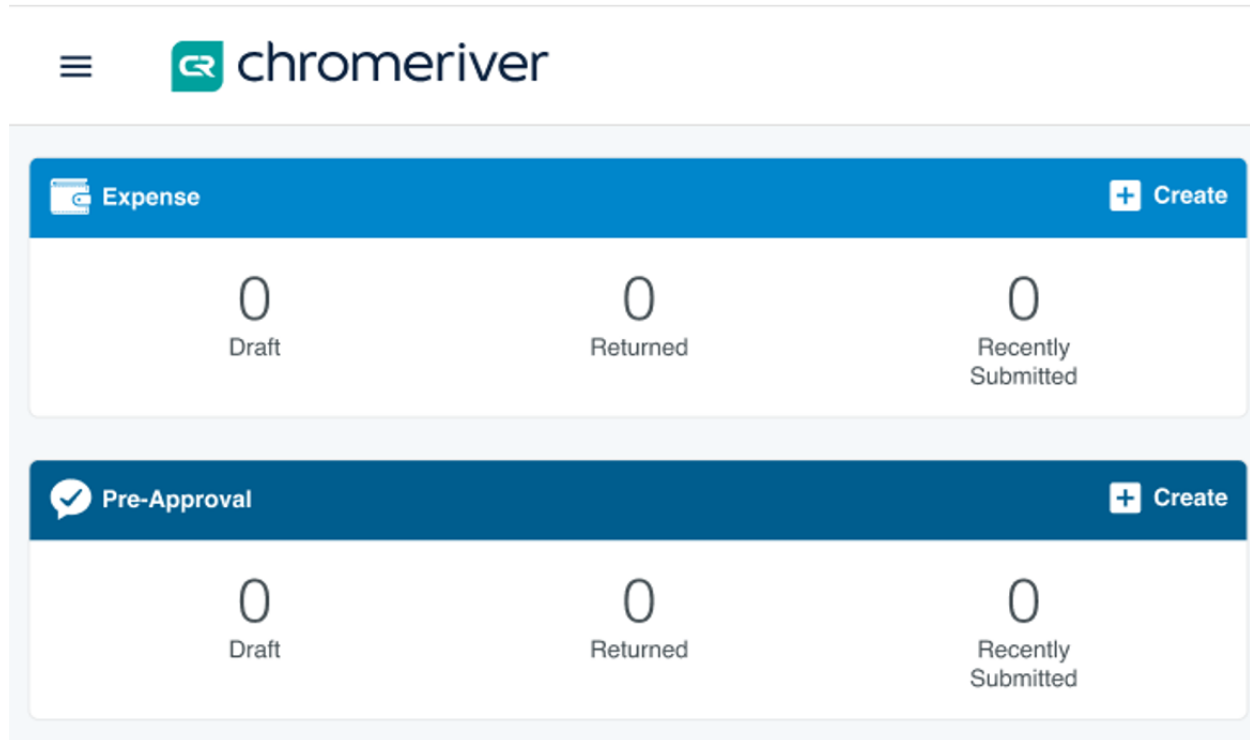 CR chromeriver
Expense
Create
0
0
0
Draft
Returned
Recently
Submitted
Pre-Approval
Create
0
0
0
Draft
Returned
Recently
Submitted